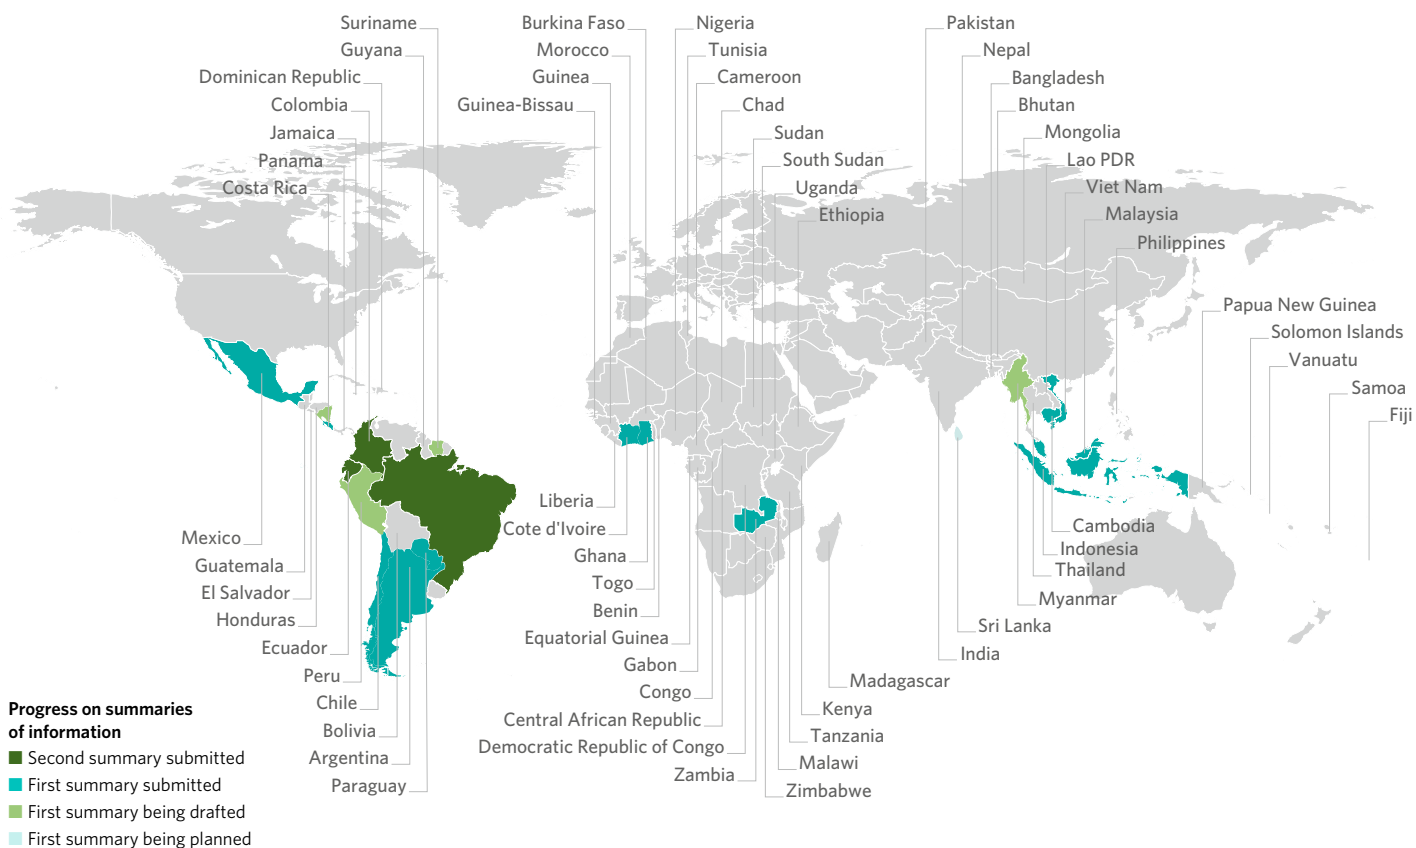 Suriname
Guyana
Dominican Republic
Colombia
Jamaica
Panama
Costa Rica
Burkina Faso
Morocco
Guinea
Guinea-Bissau
Nigeria
Tunisia
Cameroon
Chad
Sudan
South Sudan
Uganda
Ethiopia
Pakistan
Nepal
Bangladesh
Bhutan
Mongolia
Lao PDR
Viet Nam
Malaysia
Philippines
Papua New Guinea
Solomon Islands
Vanuatu
Samoa
Fiji
Mexico
Guatemala
El Salvador
Honduras
Ecuador
Peru
Chile
Bolivia
Argentina
Paraguay
Liberia
Cote d'Ivoire
Ghana
Togo
Benin
Equatorial Guinea
Gabon
Congo
Central African Republic
Democratic Republic of Congo
Zambia
Madagascar
Kenya
Tanzania
Malawi
Zimbabwe
Cambodia
Indonesia
Thailand
Myanmar
Sri Lanka
India
Progress on summaries
of information
Second summary submitted
First summary submitted
First summary being drafted
First summary being planned